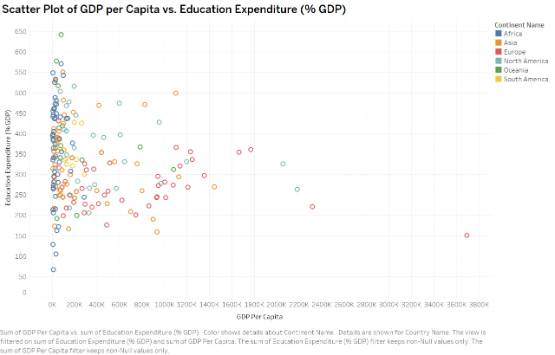 Scatter Plot of GDP per Capita vs. Education Expenditure (% GDP)
Continent Name
Africa
Asia
Europe
North America
Oceania
South America
650
600
550
500
450
400
350
300
250
200
150
100
50
0
Education Expenditure (% GDP)
0K 200K 400K 600K 800K 1000K 1200K 1400K 1600K 1800K 2000K 2200K 2400K 2600K 2800K 3000K 3200K 3400K 3600K 3800K
GDP Per Capita
Sum of GDP Per Capita vs. sum of Education Expenditure (% GDP). Color shows details about Continent Name. Details are shown for Country Name. The view is
filtered on sum of Education Expenditure (% GDP) and sum of GDP Per Capita. The sum of Education Expenditure (% GDP) filter keeps non-Null values only. The
sum of GDP Per Capita filter keeps non-Null values only.